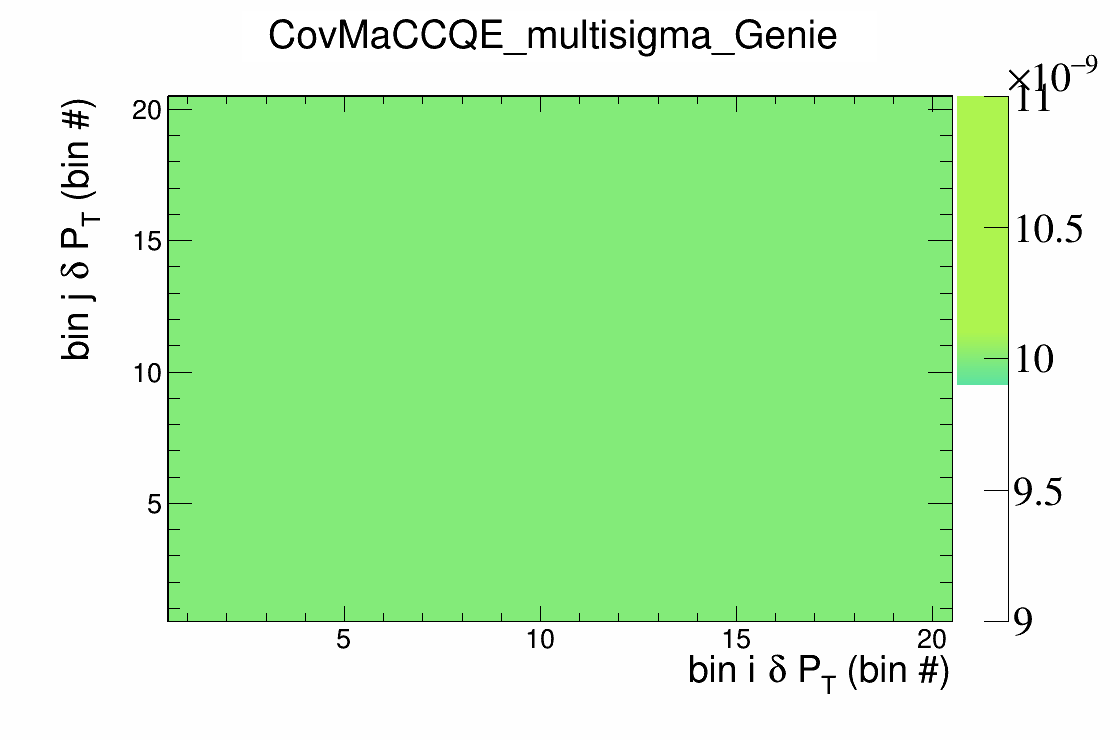 CovMaCCQE_multisigma_Genie
×10⁻⁹
bin j δ P_T (bin #)
20
15
10
5
5 10 15 20
bin i δ P_T (bin #)
11
10.5
10
9.5
9